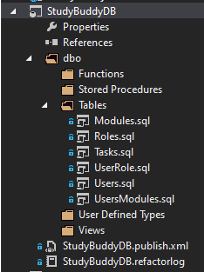 StudyBuddyDB
Properties
References
dbo
Functions
Stored Procedures
Tables
Modules.sql
Roles.sql
Tasks.sql
UserRole.sql
Users.sql
UsersModules.sql
User Defined Types
Views
StudyBuddyDB.publish.xml
StudyBuddyDB.refactorlog